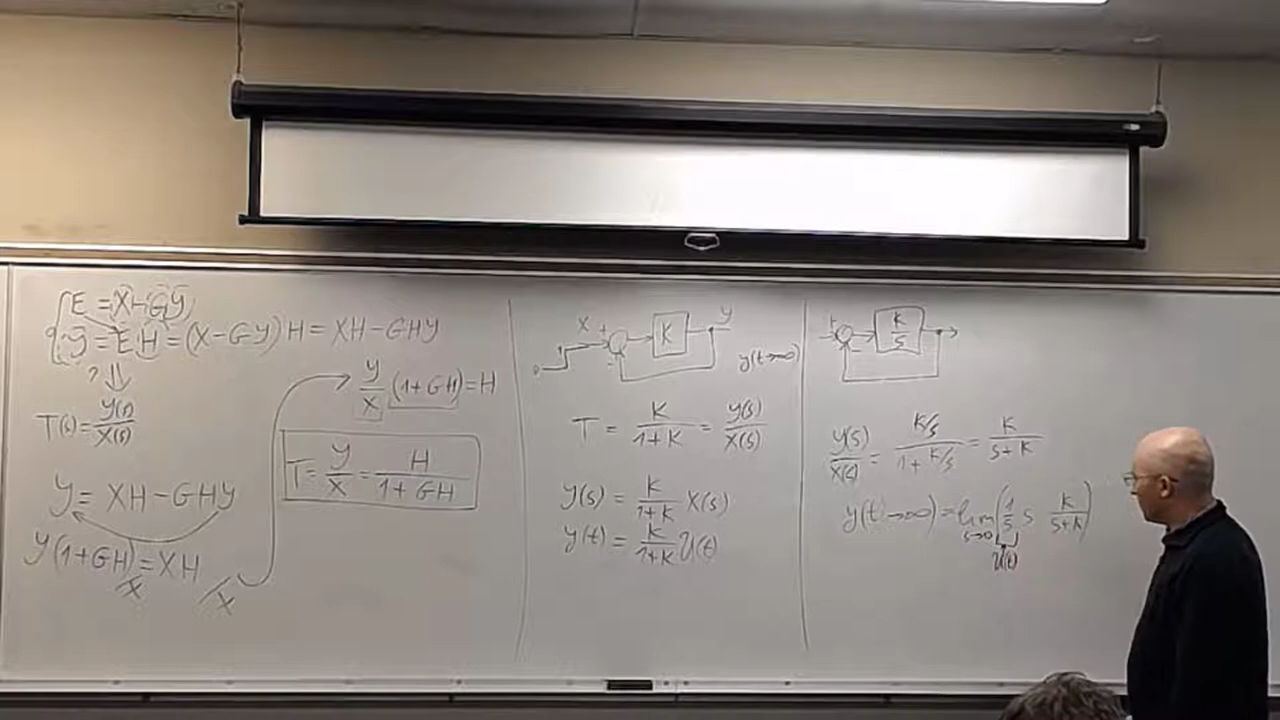 E = X - GY
Y = EH = (X - GY) H = XH - GHY
?
T(s) = Y(s)/X(s)
Y/X (1+GH) = H
T = Y/X = H/(1+GH)
Y = XH - GHY
Y(1+GH) = XH
/X /X
X + - K Y
y(t→∞)
T = K/(1+K) = Y(s)/X(s)
Y(s) = K/(1+K) X(s)
y(t) = K/(1+K) U(t)
+ - K/s
Y(s)/X(s) = (K/s)/(1+K/s) = K/(s+K)
y(t→∞) = lim s→0 (1/s s K/(s+K))
U(t)